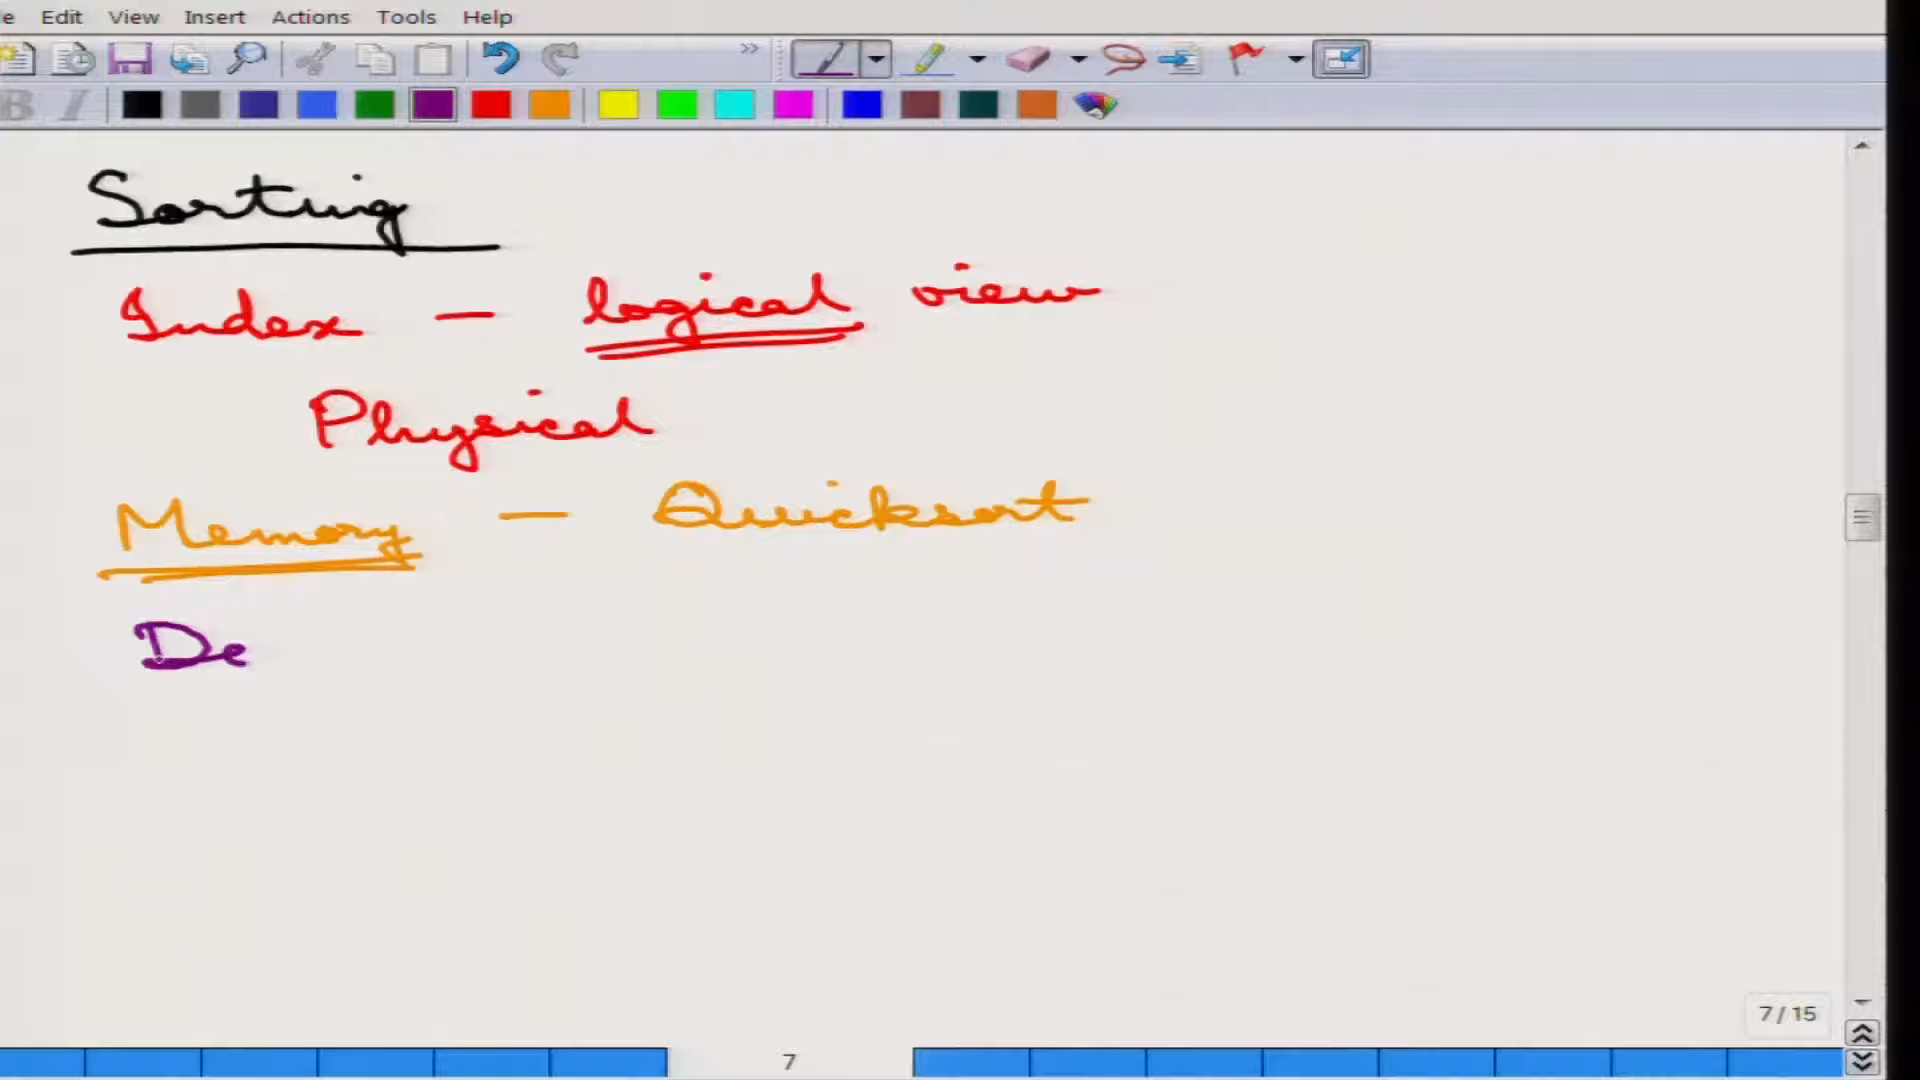 e Edit View Insert Actions Tools Help
B I
Sorting
Index - logical view
Physical
Memory - Quicksort
De
7 / 15
7